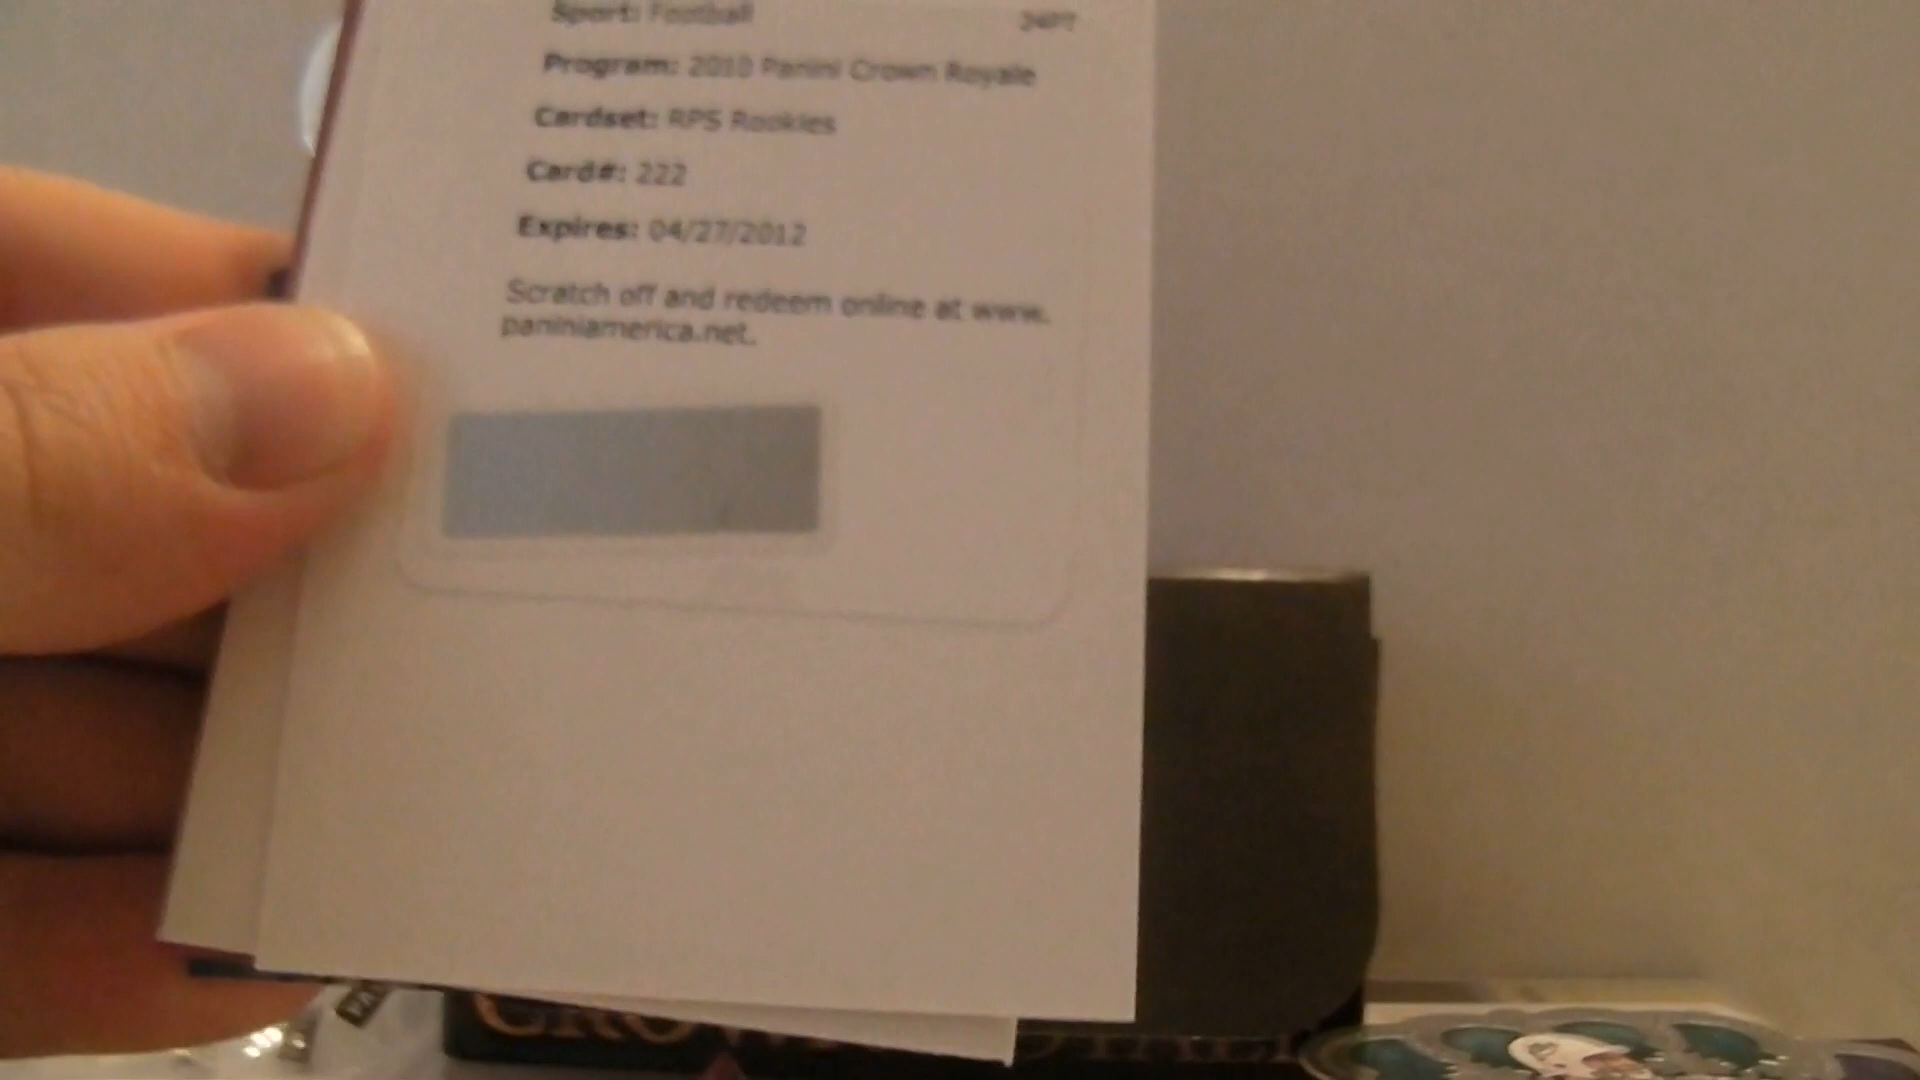 Sport: Football
Program: 2010 Panini Crown Royale
Cardset: RPS Rookies
Card#: 222
Expires: 04/27/2012
Scratch off and redeem online at www.
paniniamerica.net.